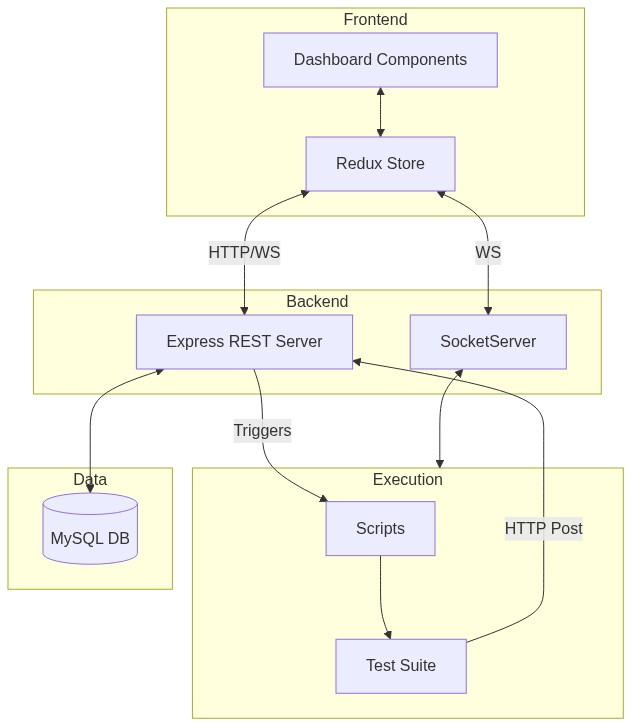 Frontend
Dashboard Components
Redux Store
HTTP/WS
WS
Backend
Express REST Server
SocketServer
Triggers
Data
MySQL DB
Execution
Scripts
HTTP Post
Test Suite